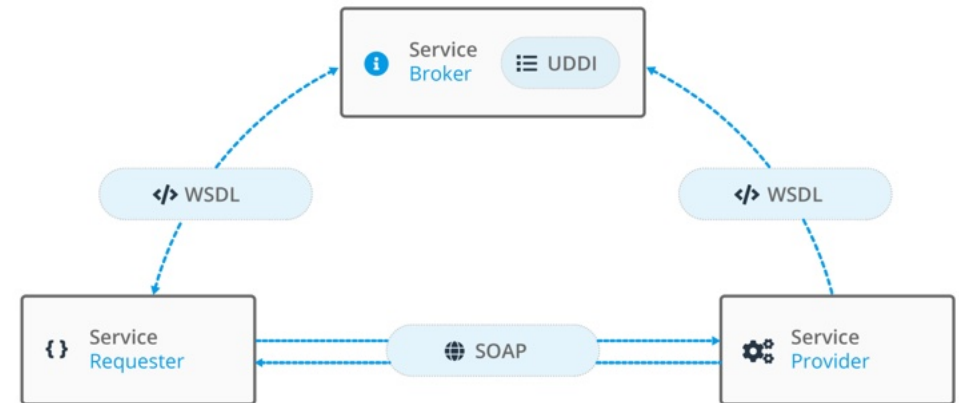 Service
Broker
UDDI
WSDL
WSDL
Service
Requester
SOAP
Service
Provider